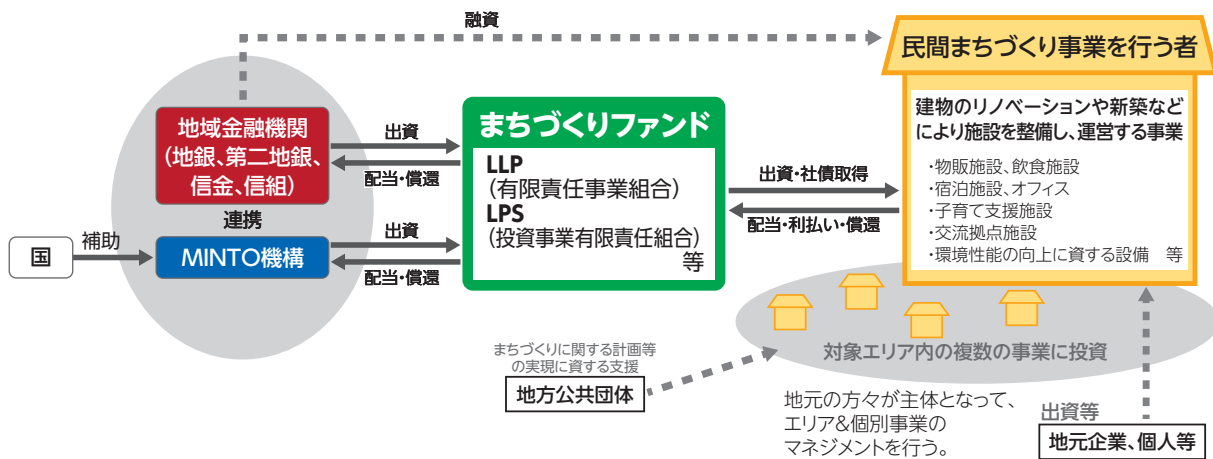 融資
民間まちづくり事業を行う者
建物のリノベーションや新築など
により施設を整備し、運営する事業
・物販施設、飲食施設
・宿泊施設、オフィス
・子育て支援施設
・交流拠点施設
・環境性能の向上に資する設備　等
地域金融機関
(地銀、第二地銀、
信金、信組)
連携
MINTO機構
国
補助
出資
配当・償還
出資
配当・償還
まちづくりファンド
LLP
(有限責任事業組合)
LPS
(投資事業有限責任組合)
等
出資・社債取得
配当・利払い・償還
対象エリア内の複数の事業に投資
まちづくりに関する計画等
の実現に資する支援
地方公共団体
地元の方々が主体となって、
エリア&個別事業の
マネジメントを行う。
出資等
地元企業、個人等